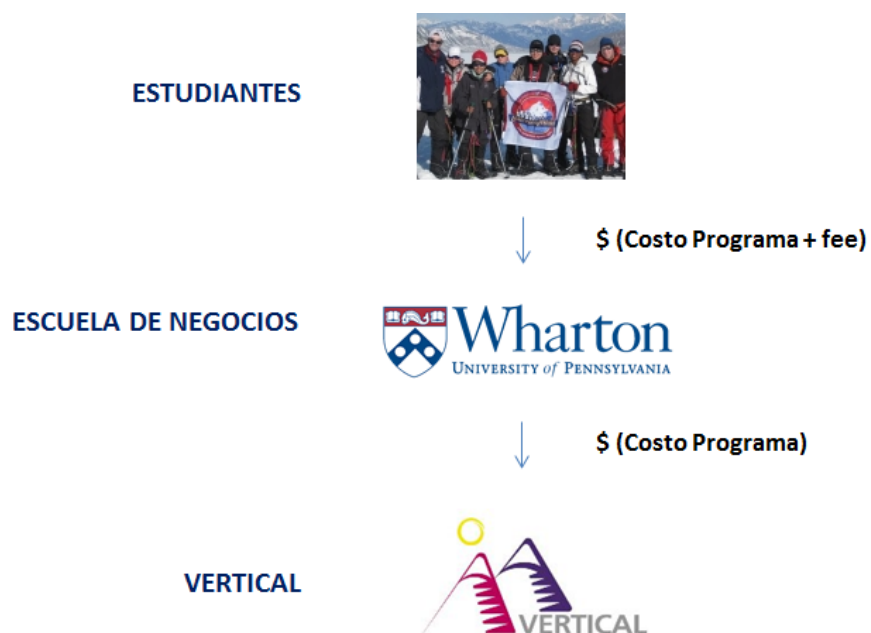 ESTUDIANTES
$ (Costo Programa + fee)
ESCUELA DE NEGOCIOS
Wharton
UNIVERSITY of PENNSYLVANIA
$ (Costo Programa)
VERTICAL
VERTICAL